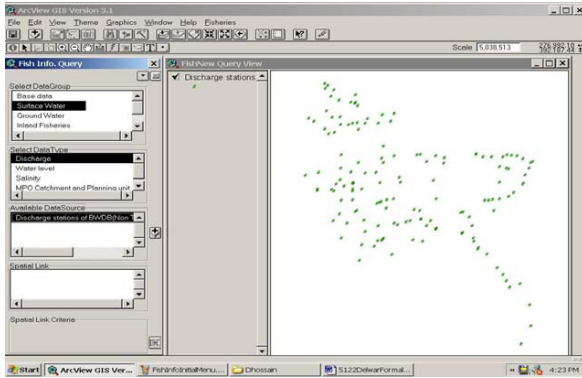 ArcView GIS Version 3.1
File Edit View Theme Graphics Window Help Fisheries
Scale 5,038,513
Fish Info. Query
Select DataGroup
Base data
Surface Water
Ground Water
Inland Fisheries
Select DataType
Discharge
Water level
Salinity
MPO Catchment and Planning unit
Available DataSource
Discharge stations of BWDB(Non T
Spatial Link
Spatial Link Criteria
FishNew Query View
Discharge stations
Start
ArcView GIS Ver...
FishInfoInitialMenu....
Dhossain
S122DelwarFormal...
4:23 PM